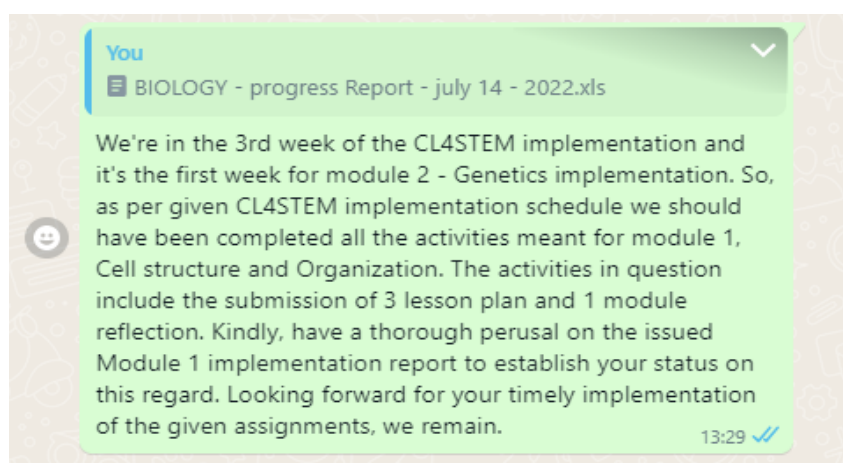 You
BIOLOGY - progress Report - july 14 - 2022.xls
We're in the 3rd week of the CL4STEM implementation and
it's the first week for module 2 - Genetics implementation. So,
as per given CL4STEM implementation schedule we should
have been completed all the activities meant for module 1,
Cell structure and Organization. The activities in question
include the submission of 3 lesson plan and 1 module
reflection. Kindly, have a thorough perusal on the issued
Module 1 implementation report to establish your status on
this regard. Looking forward for your timely implementation
of the given assignments, we remain.
13:29